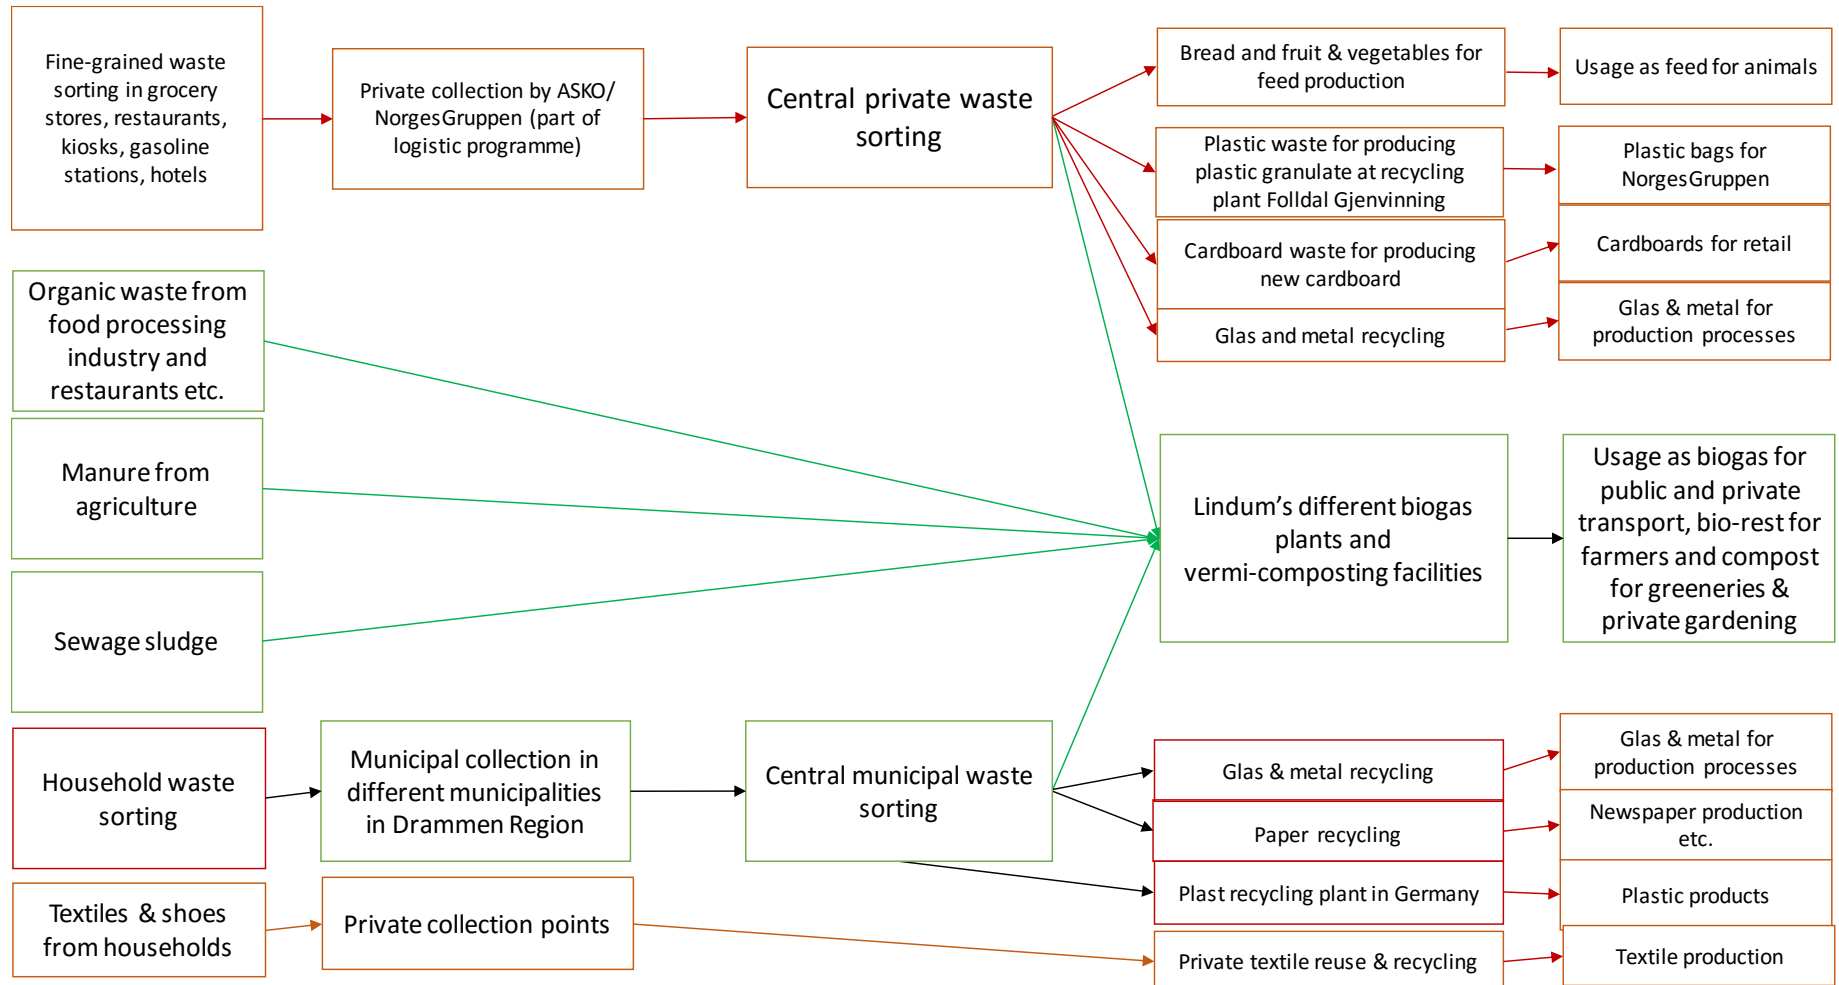 Fine-grained waste
sorting in grocery
stores, restaurants,
kiosks, gasoline
stations, hotels
Private collection by ASKO/
NorgesGruppen (part of
logistic programme)
Central private waste
sorting
Bread and fruit & vegetables for
feed production
Usage as feed for animals
Plastic waste for producing
plastic granulate at recycling
plant Folldal Gjenvinning
Plastic bags for
NorgesGruppen
Cardboard waste for producing
new cardboard
Cardboards for retail
Glas and metal recycling
Glas & metal for
production processes
Organic waste from
food processing
industry and
restaurants etc.
Manure from
agriculture
Sewage sludge
Lindum’s different biogas
plants and
vermi-composting facilities
Usage as biogas for
public and private
transport, bio-rest for
farmers and compost
for greeneries &
private gardening
Household waste
sorting
Municipal collection in
different municipalities
in Drammen Region
Central municipal waste
sorting
Glas & metal recycling
Glas & metal for
production processes
Paper recycling
Newspaper production
etc.
Plast recycling plant in Germany
Plastic products
Textiles & shoes
from households
Private collection points
Private textile reuse & recycling
Textile production